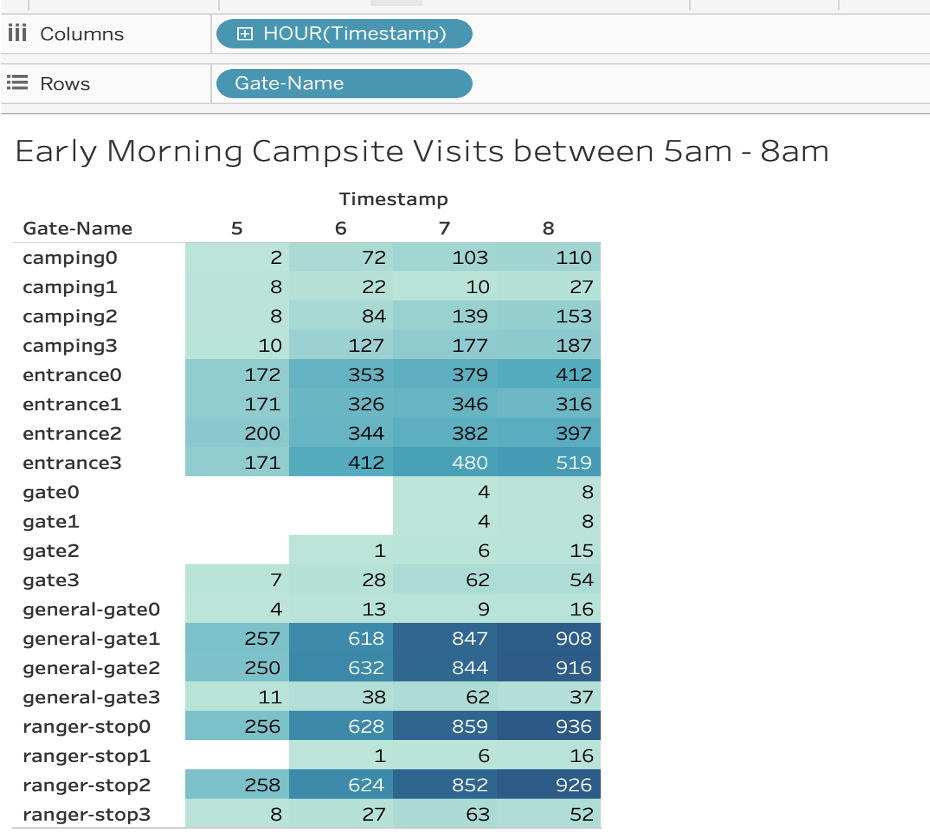 Columns HOUR(Timestamp)
Rows Gate-Name
Early Morning Campsite Visits between 5am - 8am
Timestamp
Gate-Name 5 6 7 8
camping0 2 72 103 110
camping1 8 22 10 27
camping2 8 84 139 153
camping3 10 127 177 187
entrance0 172 353 379 412
entrance1 171 326 346 316
entrance2 200 344 382 397
entrance3 171 412 480 519
gate0 4 8
gate1 4 8
gate2 1 6 15
gate3 7 28 62 54
general-gate0 4 13 9 16
general-gate1 257 618 847 908
general-gate2 250 632 844 916
general-gate3 11 38 62 37
ranger-stop0 256 628 859 936
ranger-stop1 1 6 16
ranger-stop2 258 624 852 926
ranger-stop3 8 27 63 52